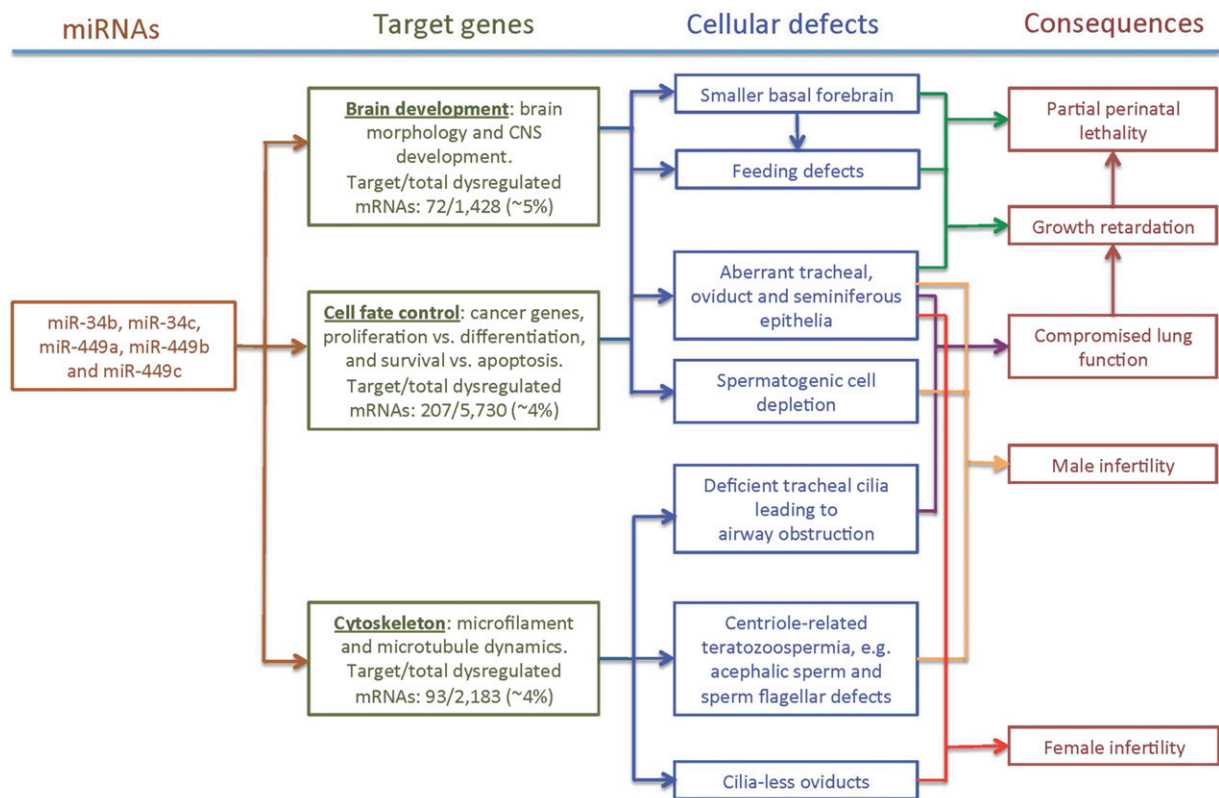 miRNAs
Target genes
Cellular defects
Consequences
miR-34b, miR-34c,
miR-449a, miR-449b
and miR-449c
Brain development: brain
morphology and CNS
development.
Target/total dysregulated
mRNAs: 72/1,428 (~5%)
Cell fate control: cancer genes,
proliferation vs. differentiation,
and survival vs. apoptosis.
Target/total dysregulated
mRNAs: 207/5,730 (~4%)
Cytoskeleton: microfilament
and microtubule dynamics.
Target/total dysregulated
mRNAs: 93/2,183 (~4%)
Smaller basal forebrain
Feeding defects
Aberrant tracheal,
oviduct and seminiferous
epithelia
Spermatogenic cell
depletion
Deficient tracheal cilia
leading to
airway obstruction
Centriole-related
teratozoospermia, e.g.
acephalic sperm and
sperm flagellar defects
Cilia-less oviducts
Partial perinatal
lethality
Growth retardation
Compromised lung
function
Male infertility
Female infertility